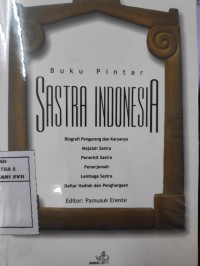 Buku Pintar
SASTRA INDONESIA
Biografi Pengarang dan Karyanya
Majalah Sastra
Penerbit Sastra
Penerjemah
Lembaga Sastra
Daftar Hadiah dan Penghargaan
Editor: Pamusuk Eneste